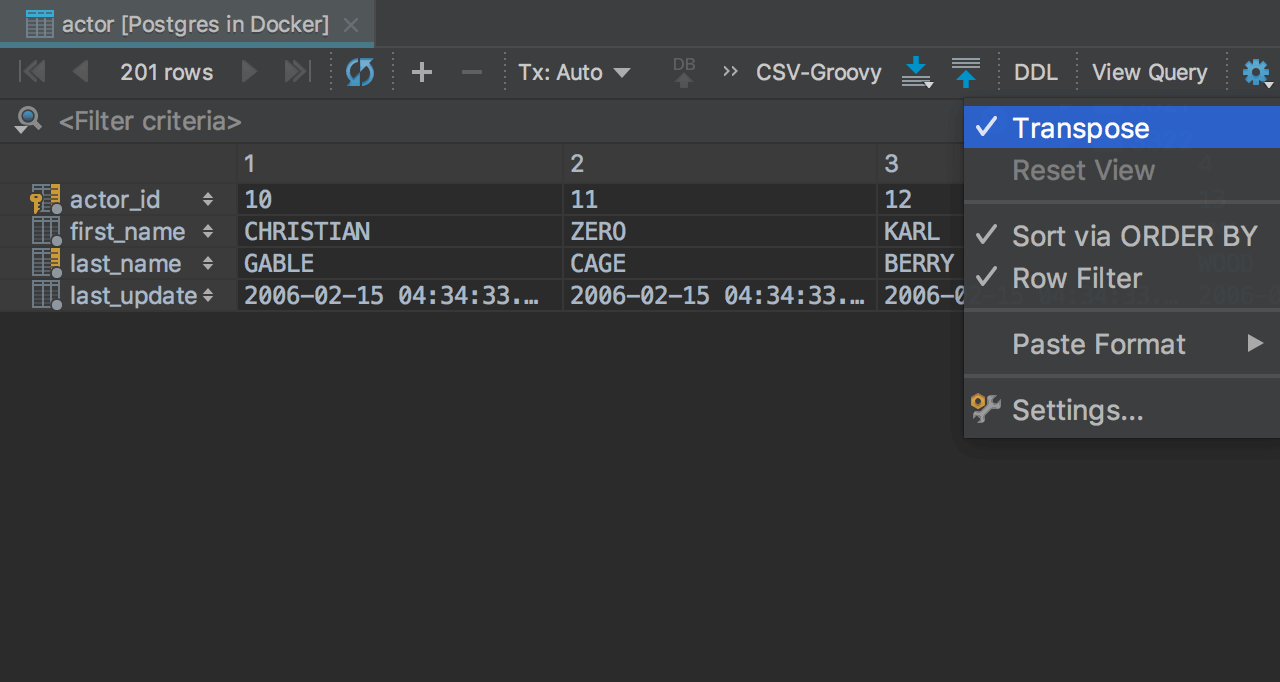 actor [Postgres in Docker]
201 rows Tx: Auto DB CSV-Groovy DDL View Query
<Filter criteria>
1 2 3
actor_id 10 11 12
first_name CHRISTIAN ZERO KARL
last_name GABLE CAGE BERRY
last_update 2006-02-15 04:34:33.… 2006-02-15 04:34:33.… 2006-0
Transpose
Reset View
Sort via ORDER BY
Row Filter
Paste Format
Settings...